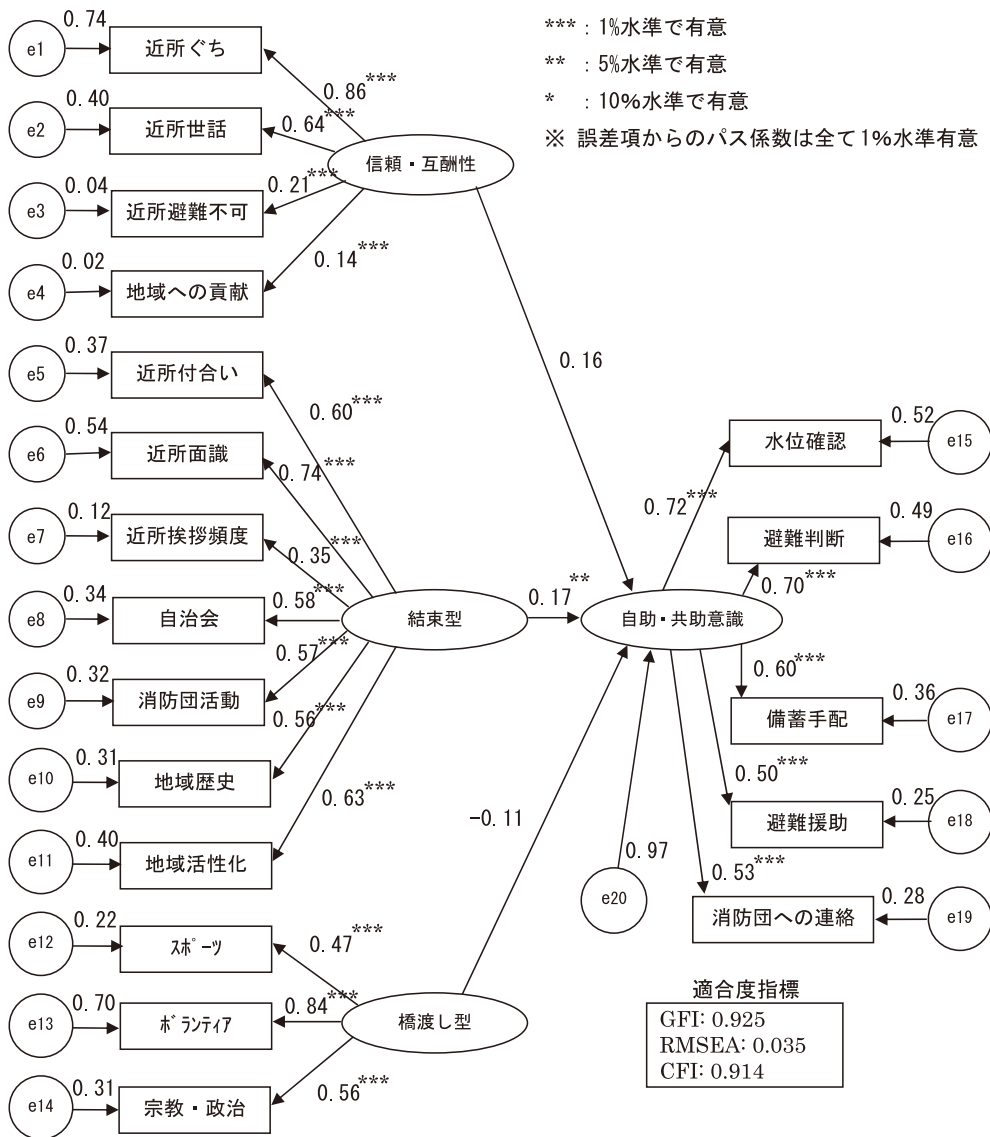 *** : 1%水準で有意
** : 5%水準で有意
* : 10%水準で有意
※ 誤差項からのパス係数は全て1%水準有意
e1
0.74
近所ぐち
0.86***
e2
0.40
近所世話
0.64***
信頼・互酬性
e3
0.04
近所避難不可
0.21***
e4
0.02
地域への貢献
0.14***
0.16
e5
0.37
近所付合い
0.60***
e6
0.54
近所面識
0.74***
e7
0.12
近所挨拶頻度
0.35***
e8
0.34
自治会
0.58***
結束型
0.17**
自助・共助意識
e9
0.32
消防団活動
0.57***
e10
0.31
地域歴史
0.56***
e11
0.40
地域活性化
0.63***
-0.11
e12
0.22
スポーツ
0.47***
e13
0.70
ボランティア
0.84***
橋渡し型
e14
0.31
宗教・政治
0.56***
水位確認
0.52
e15
0.72***
避難判断
0.49
e16
0.70***
0.60***
備蓄手配
0.36
e17
0.50***
避難援助
0.25
e18
0.53***
消防団への連絡
0.28
e19
0.97
e20
適合度指標
GFI: 0.925
RMSEA: 0.035
CFI: 0.914